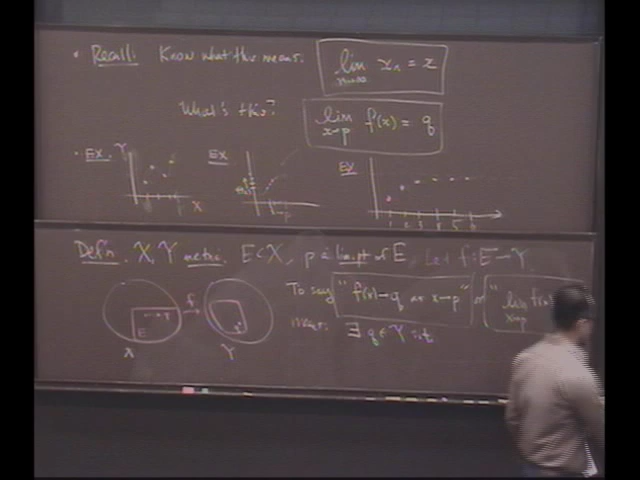 • Recall: Know what this means: lim xₙ = x
n→∞
What's this? lim f(x) = q
x→p
• EX. Y X
EX
EX 1 2 3 4 5 6
Defn. X, Y metric. E⊂X, p a limit pt of E, Let f: E→Y.
To say "f(x)→q as x→p" or "lim f(x)
x→p
means: ∃ q∈Y s.t.
E f
X Y